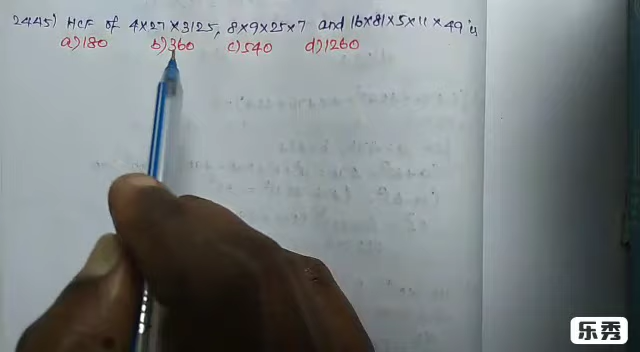 2445) HCF of 4×27×3125, 8×9×25×7 and 16×81×5×11×49 is
a) 180 b) 360 c) 540 d) 1260
乐秀